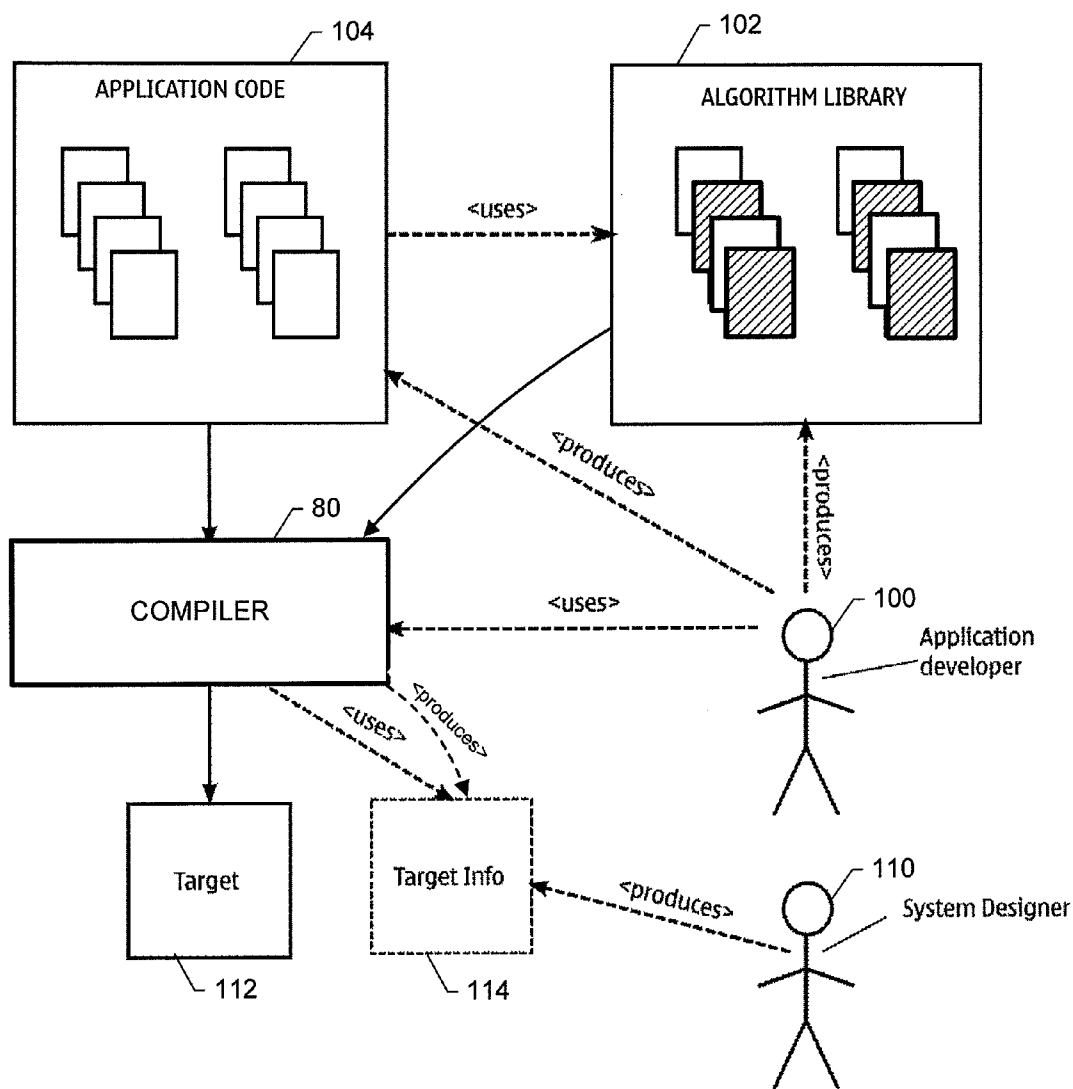 104
102
APPLICATION CODE
ALGORITHM LIBRARY
<uses>
<produces>
<produces>
80
COMPILER
<uses>
100
Application
developer
<uses>
<produces>
Target
Target Info
<produces>
110
System Designer
112
114